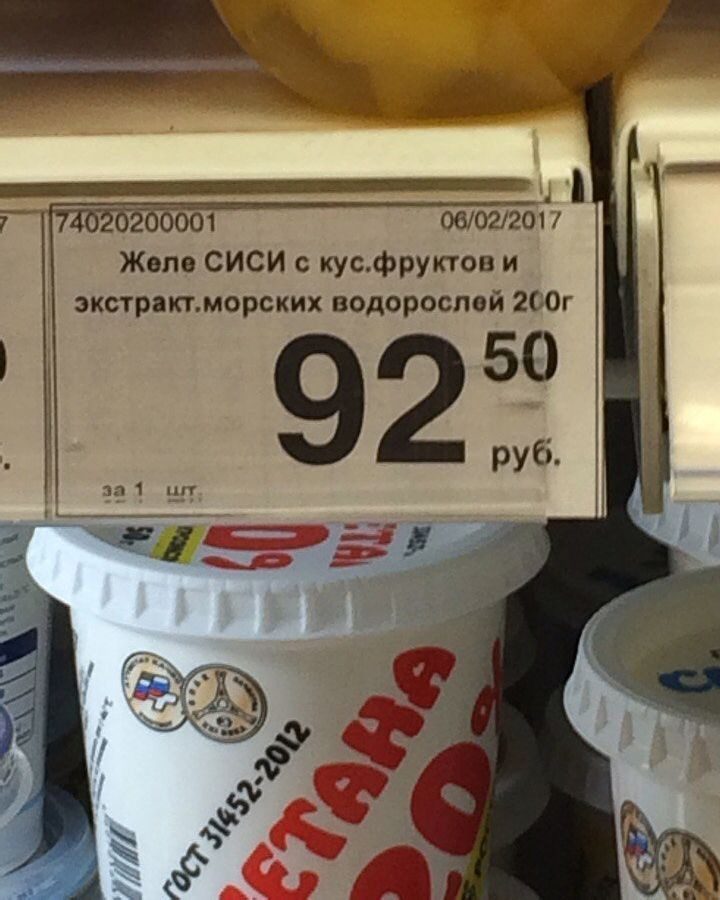 74020200001 06/02/2017
Желе СИСИ с кус.фруктов и
экстракт.морских водорослей 200г
92 50
руб.
за 1 шт.
ГОСТ 31452-2012